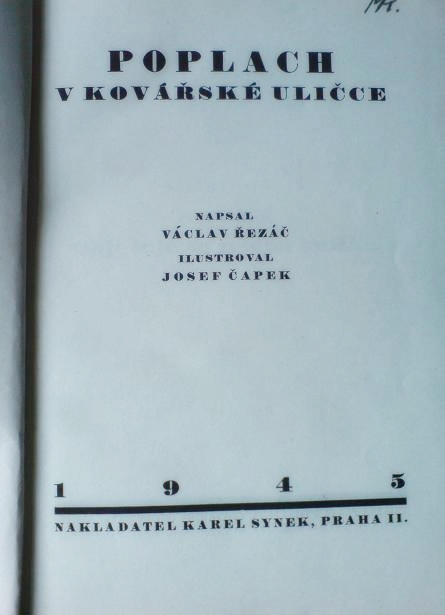 POPLACH
V KOVÁŘSKÉ ULIČCE
NAPSAL
VÁCLAV ŘEZÁČ
ILUSTROVAL
JOSEF ČAPEK
1 9 4 5
NAKLADATEL KAREL SYNEK, PRAHA II.